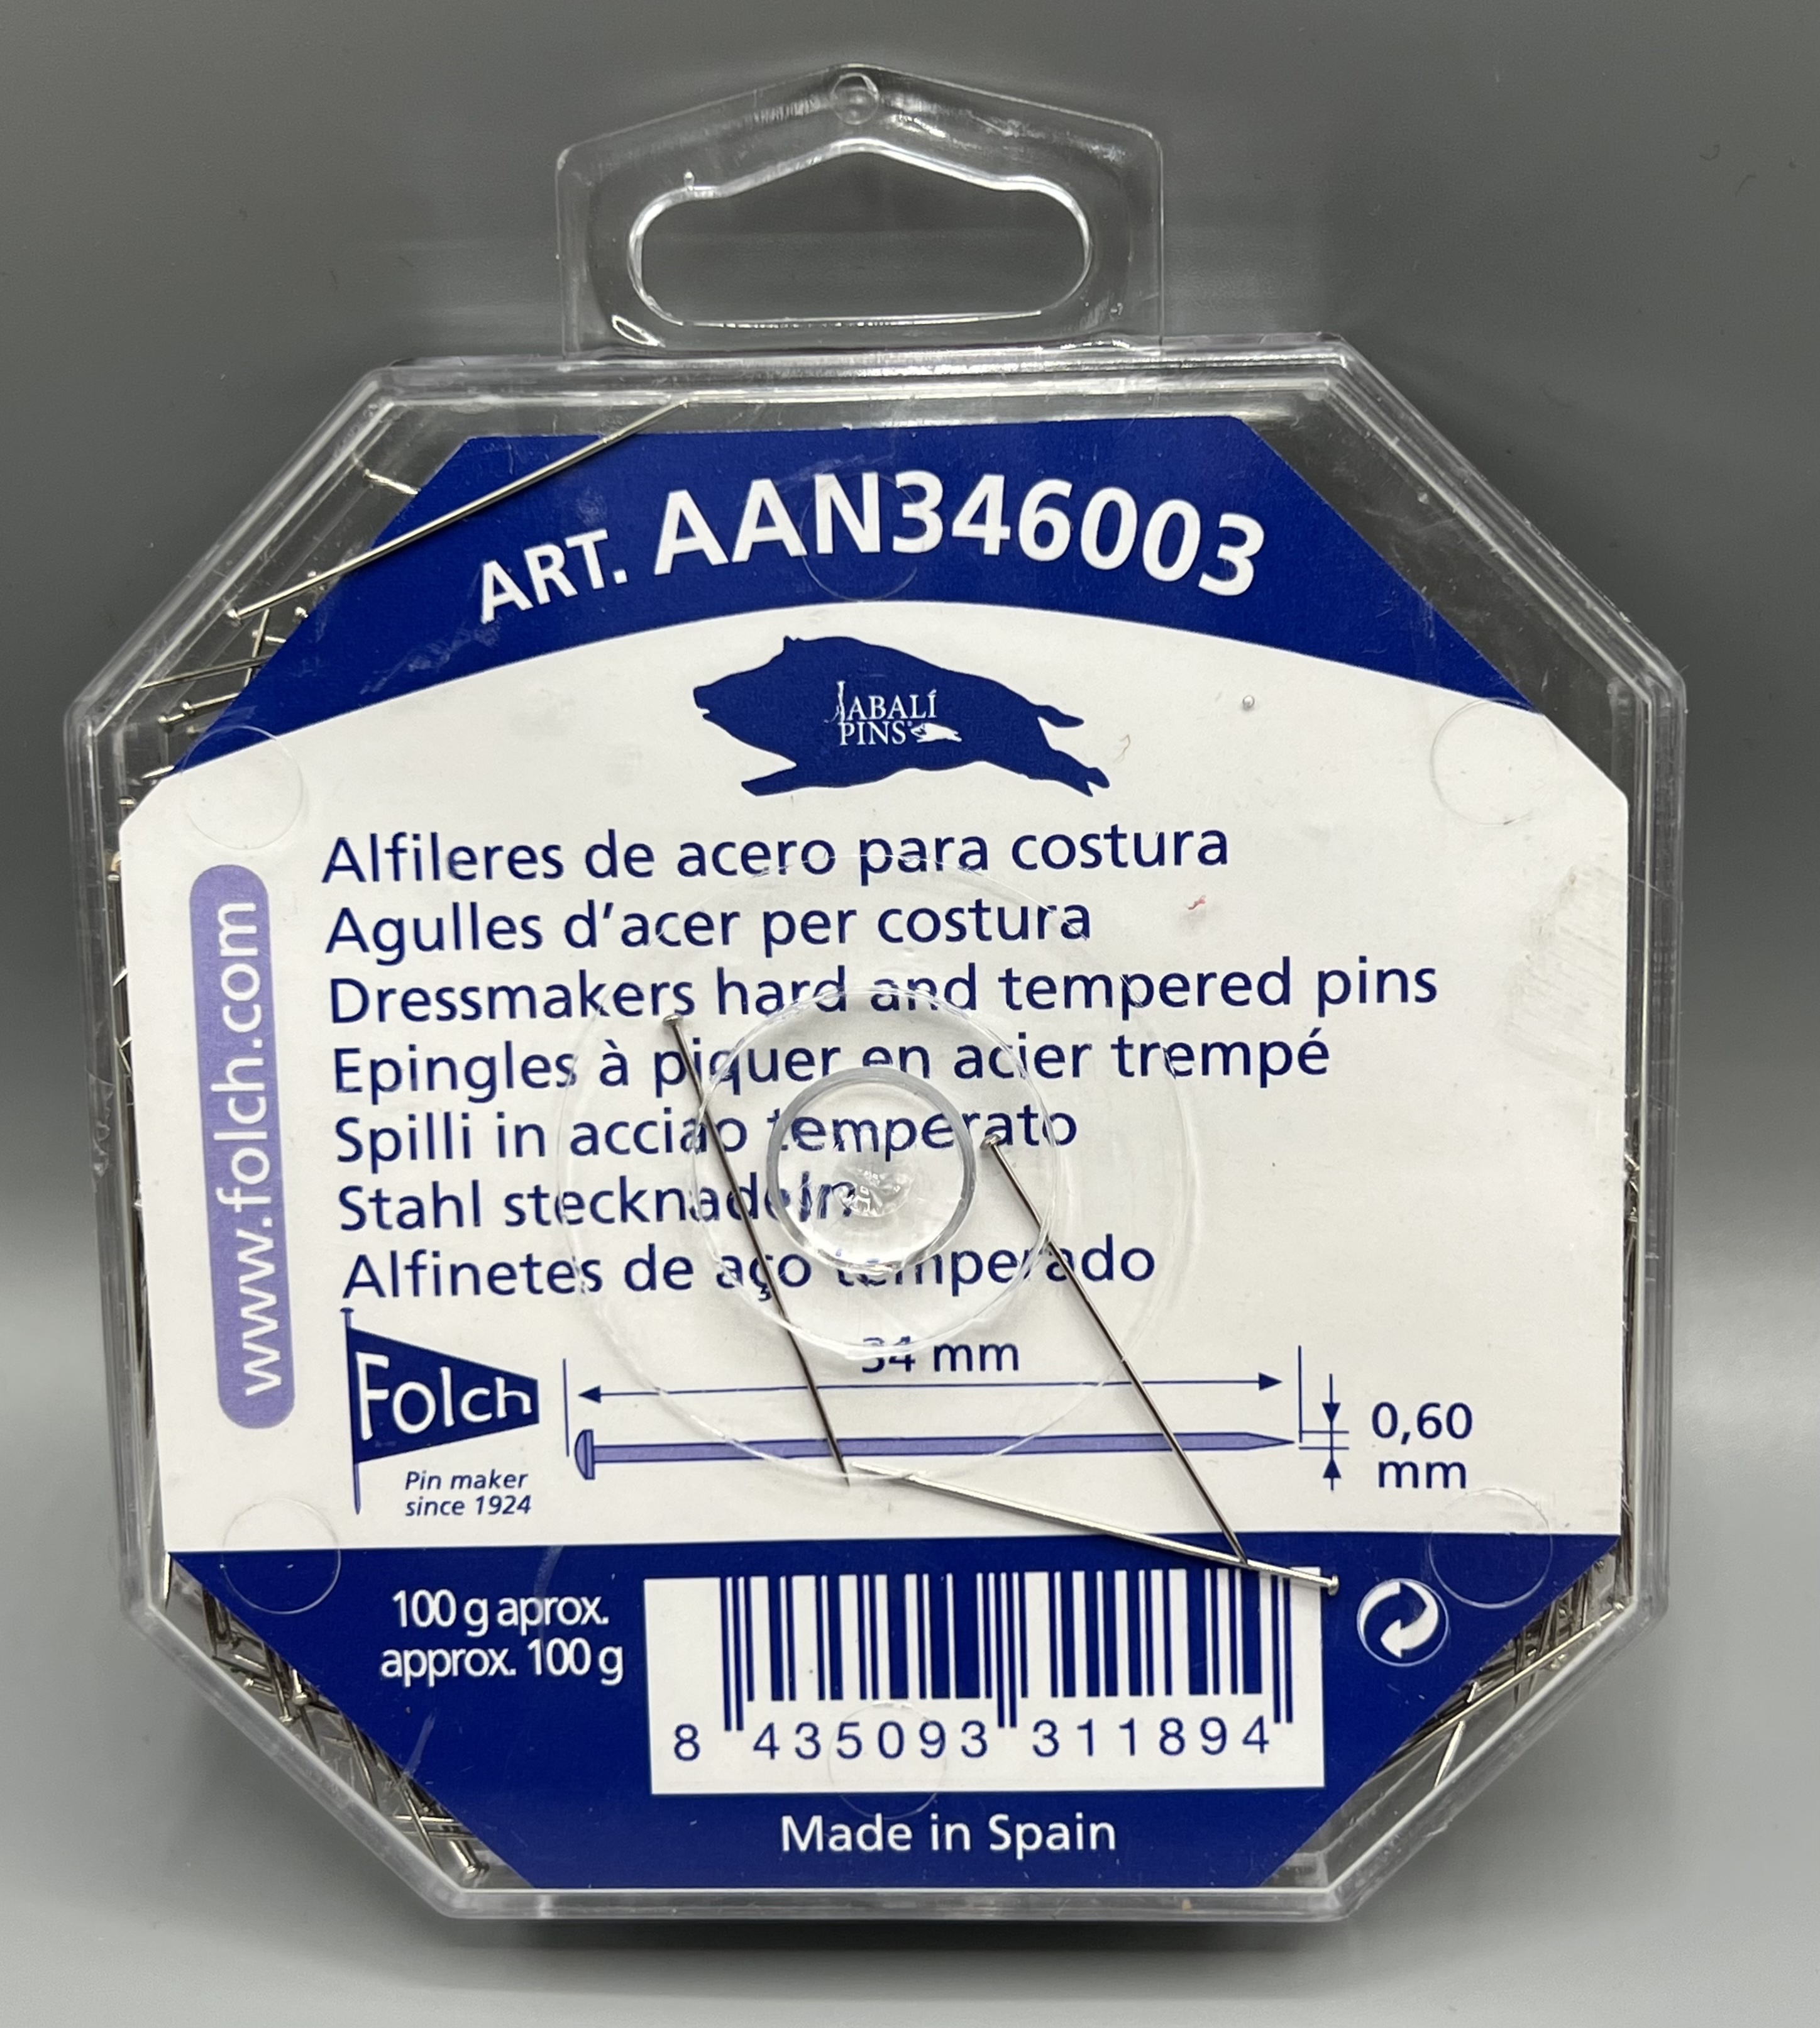 ART. AAN346003
JABALÍ
PINS®
www.folch.com
Alfileres de acero para costura
Agulles d'acer per costura
Dressmakers hard and tempered pins
Epingles à piquer en acier trempé
Spilli in acciao temperato
Stahl stecknadeln
Alfinetes de aço temperado
34 mm
Folch
Pin maker
since 1924
0,60
mm
100 g aprox.
approx. 100 g
8 435093 311894
Made in Spain